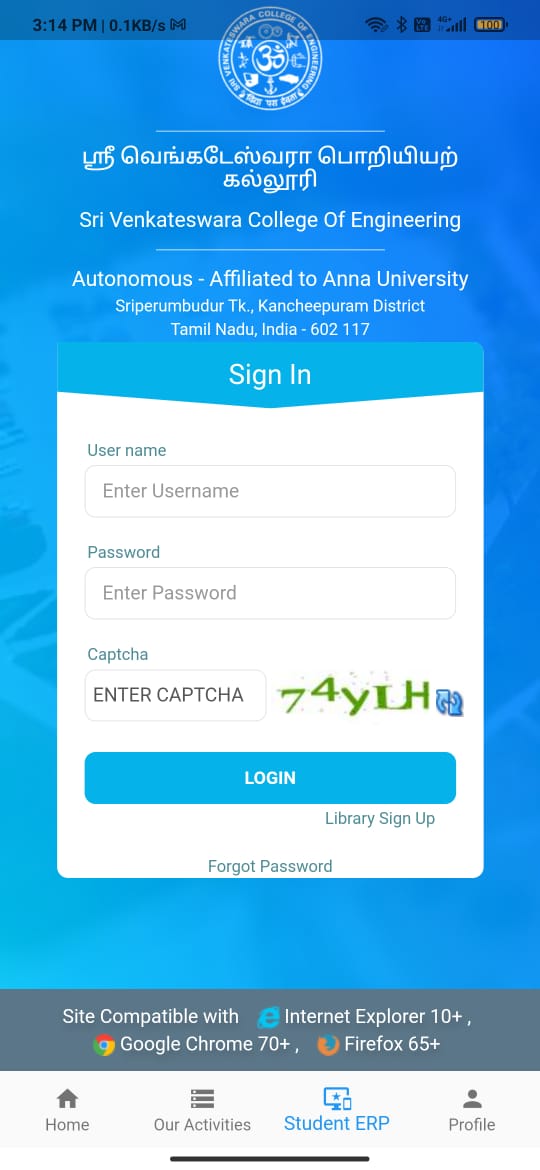 3:14 PM | 0.1KB/s
4G+
100
SRI VENKATESWARA COLLEGE OF ENGINEERING
ஸ்ரீ வெங்கடேஸ்வரா பொறியியற்
கல்லூரி
Sri Venkateswara College Of Engineering
Autonomous - Affiliated to Anna University
Sriperumbudur Tk., Kancheepuram District
Tamil Nadu, India - 602 117
Sign In
User name
Enter Username
Password
Enter Password
Captcha
ENTER CAPTCHA 74yLH
LOGIN
Library Sign Up
Forgot Password
Site Compatible with Internet Explorer 10+ ,
Google Chrome 70+ , Firefox 65+
Home Our Activities Student ERP Profile